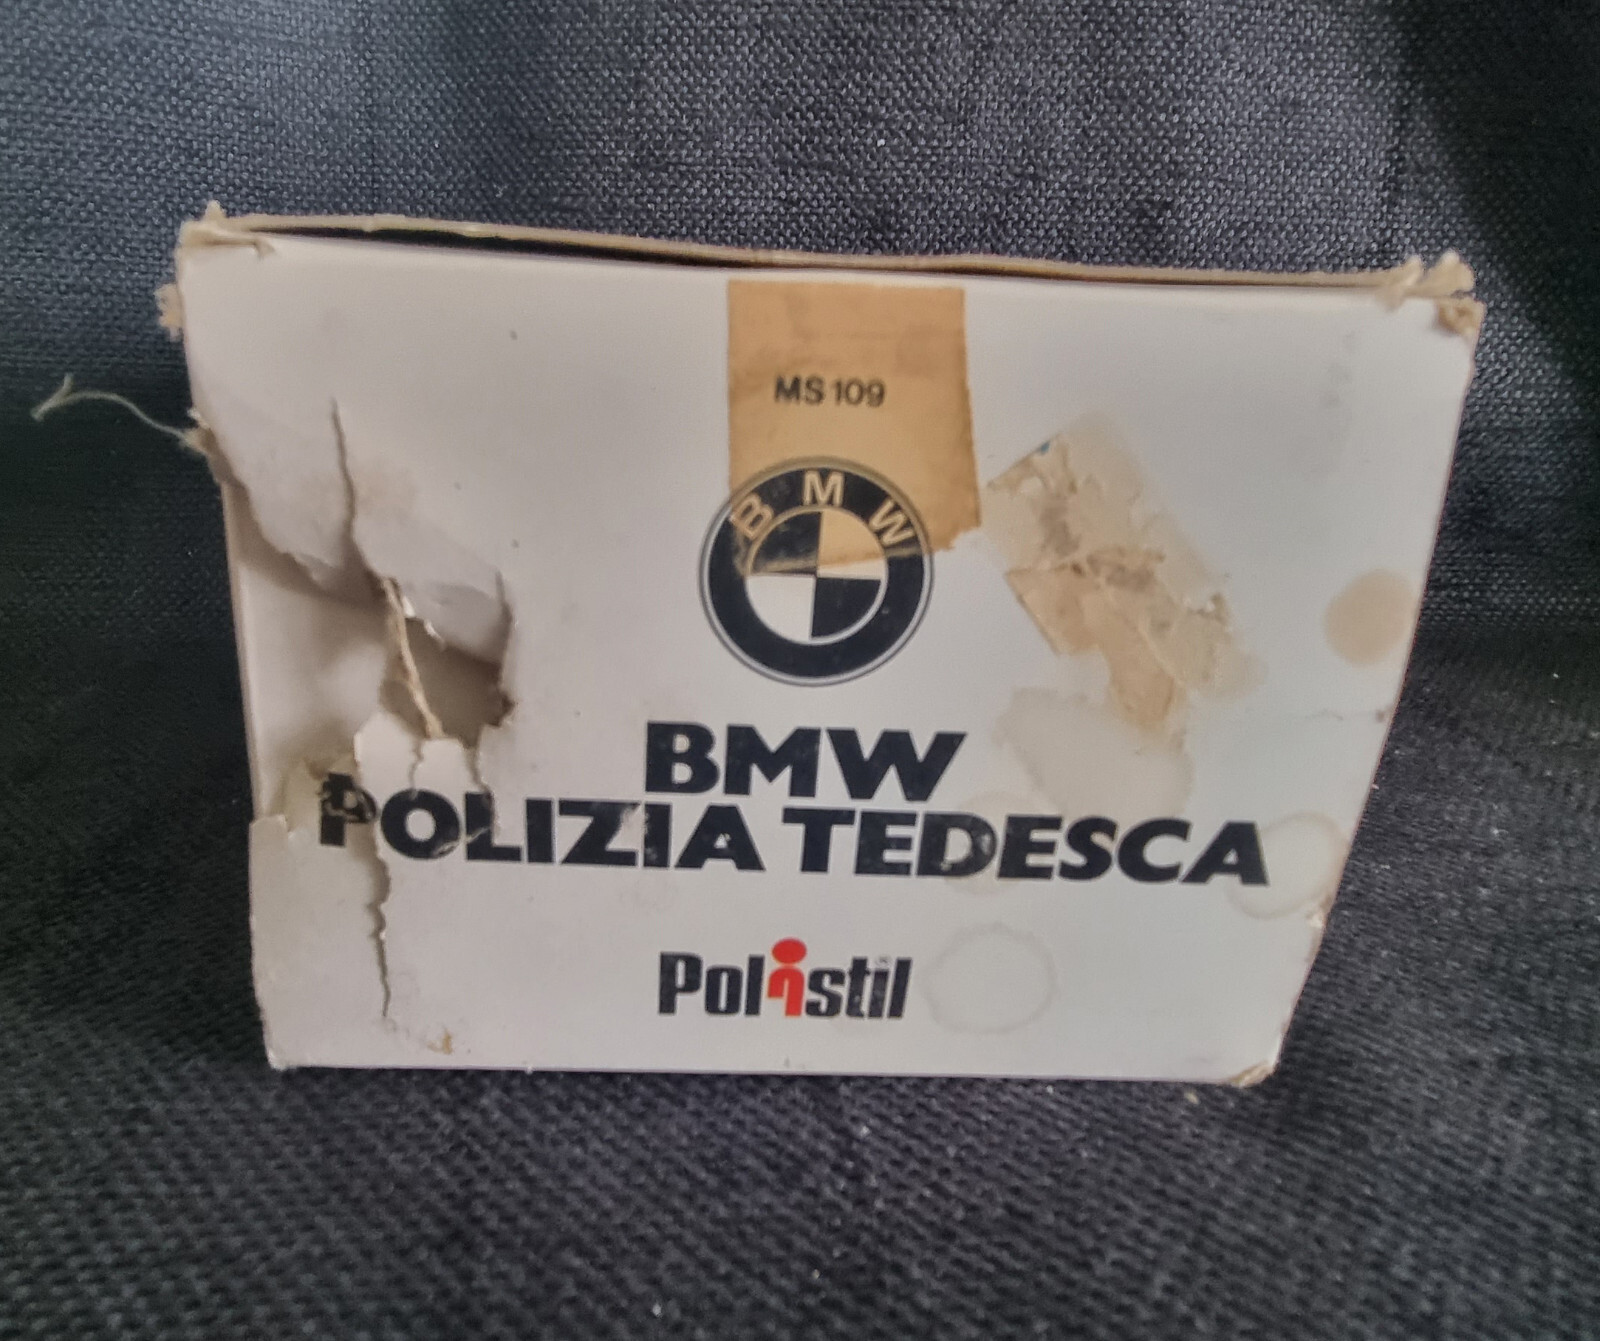 MS 109
BMW
BMW
POLIZIA TEDESCA
Polistil